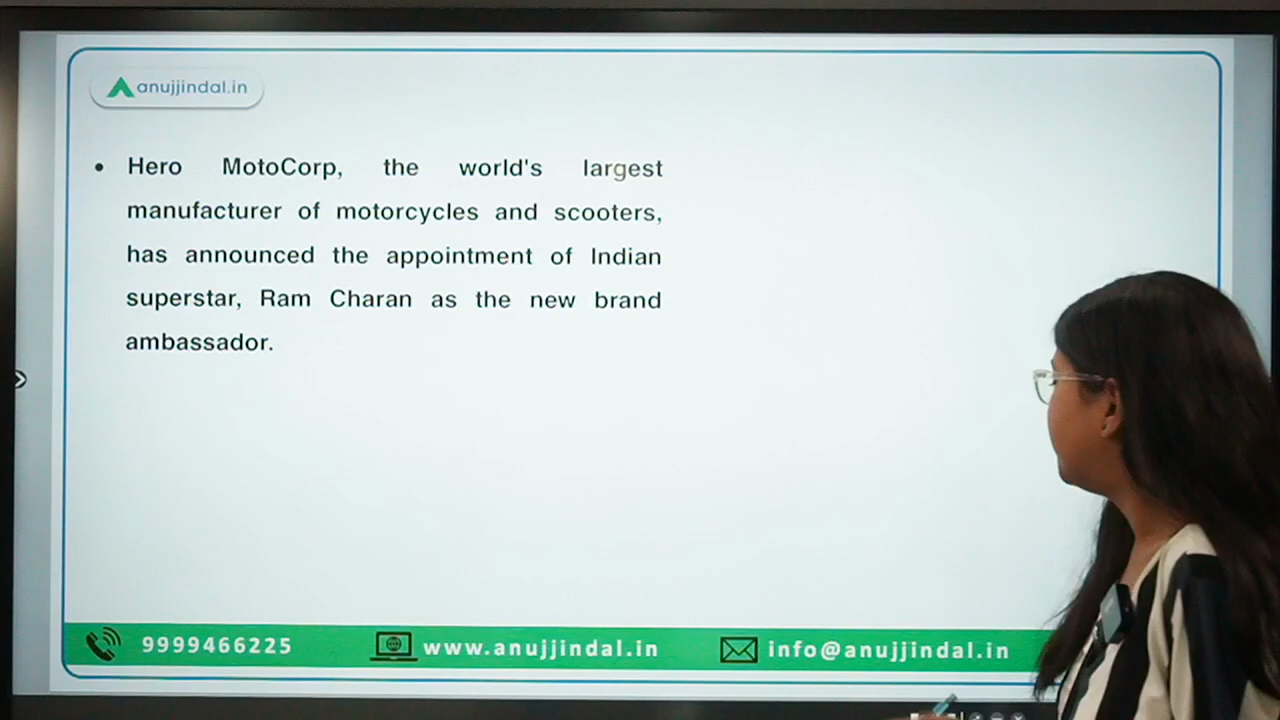 anujjindal.in
• Hero MotoCorp, the world's largest
manufacturer of motorcycles and scooters,
has announced the appointment of Indian
superstar, Ram Charan as the new brand
ambassador.
9999466225 www.anujjindal.in info@anujjindal.in